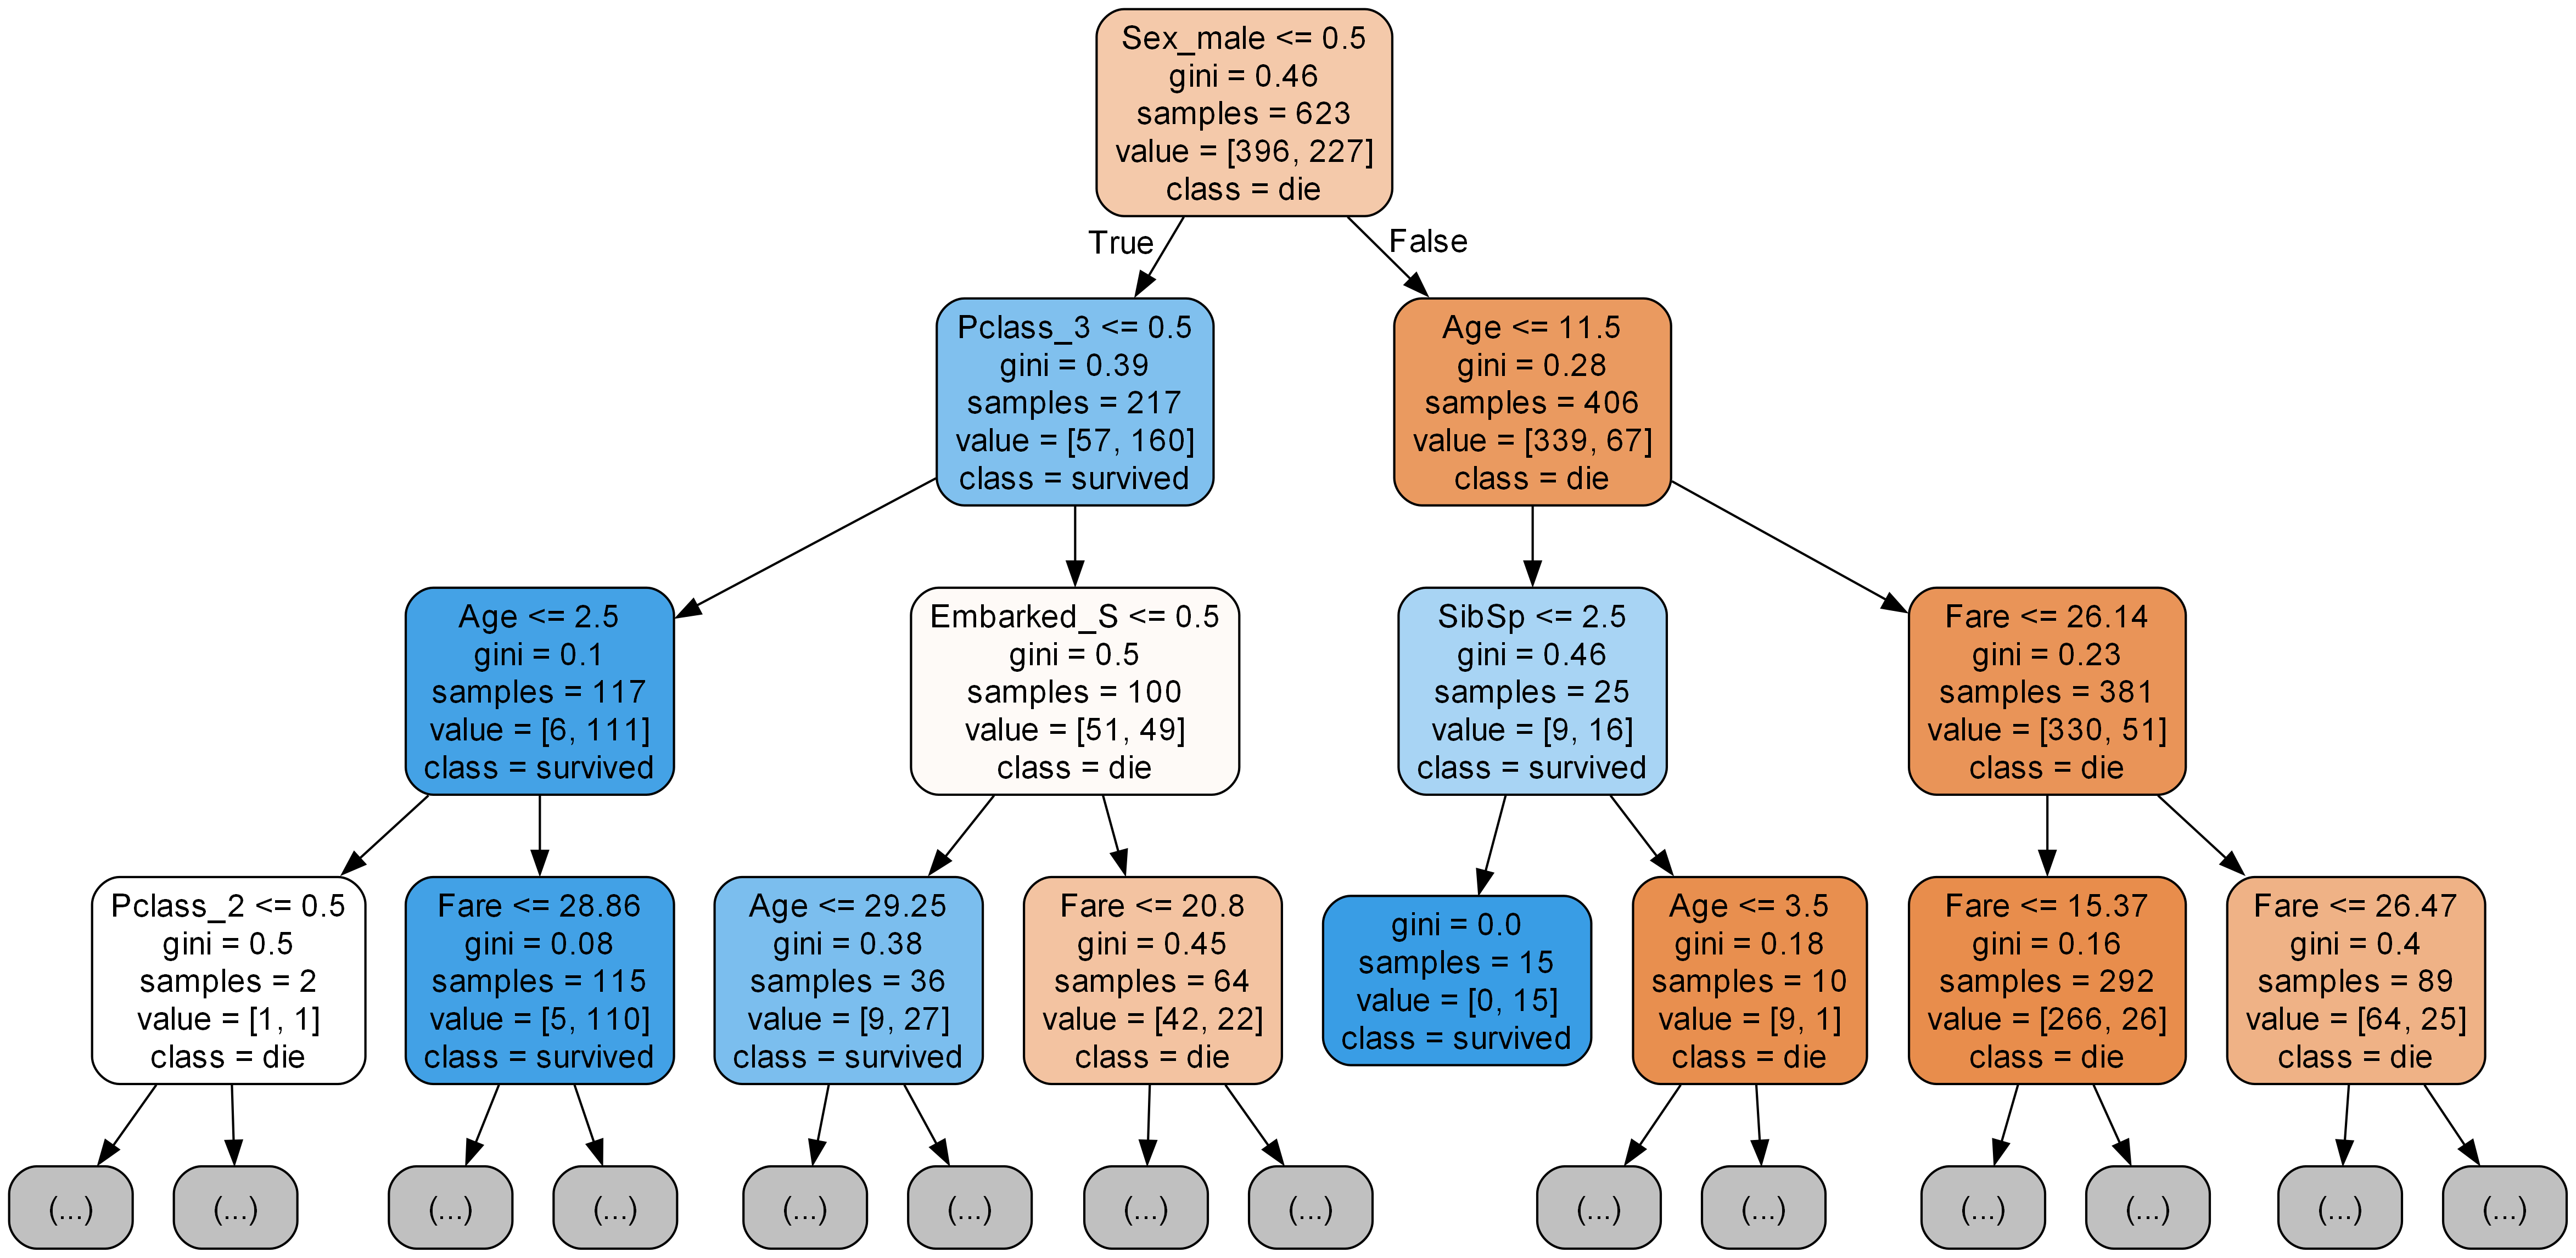 Sex_male <= 0.5
gini = 0.46
samples = 623
value = [396, 227]
class = die
True
False
Pclass_3 <= 0.5
gini = 0.39
samples = 217
value = [57, 160]
class = survived
Age <= 11.5
gini = 0.28
samples = 406
value = [339, 67]
class = die
Age <= 2.5
gini = 0.1
samples = 117
value = [6, 111]
class = survived
Embarked_S <= 0.5
gini = 0.5
samples = 100
value = [51, 49]
class = die
SibSp <= 2.5
gini = 0.46
samples = 25
value = [9, 16]
class = survived
Fare <= 26.14
gini = 0.23
samples = 381
value = [330, 51]
class = die
Pclass_2 <= 0.5
gini = 0.5
samples = 2
value = [1, 1]
class = die
Fare <= 28.86
gini = 0.08
samples = 115
value = [5, 110]
class = survived
Age <= 29.25
gini = 0.38
samples = 36
value = [9, 27]
class = survived
Fare <= 20.8
gini = 0.45
samples = 64
value = [42, 22]
class = die
gini = 0.0
samples = 15
value = [0, 15]
class = survived
Age <= 3.5
gini = 0.18
samples = 10
value = [9, 1]
class = die
Fare <= 15.37
gini = 0.16
samples = 292
value = [266, 26]
class = die
Fare <= 26.47
gini = 0.4
samples = 89
value = [64, 25]
class = die
(...)
(...)
(...)
(...)
(...)
(...)
(...)
(...)
(...)
(...)
(...)
(...)
(...)
(...)